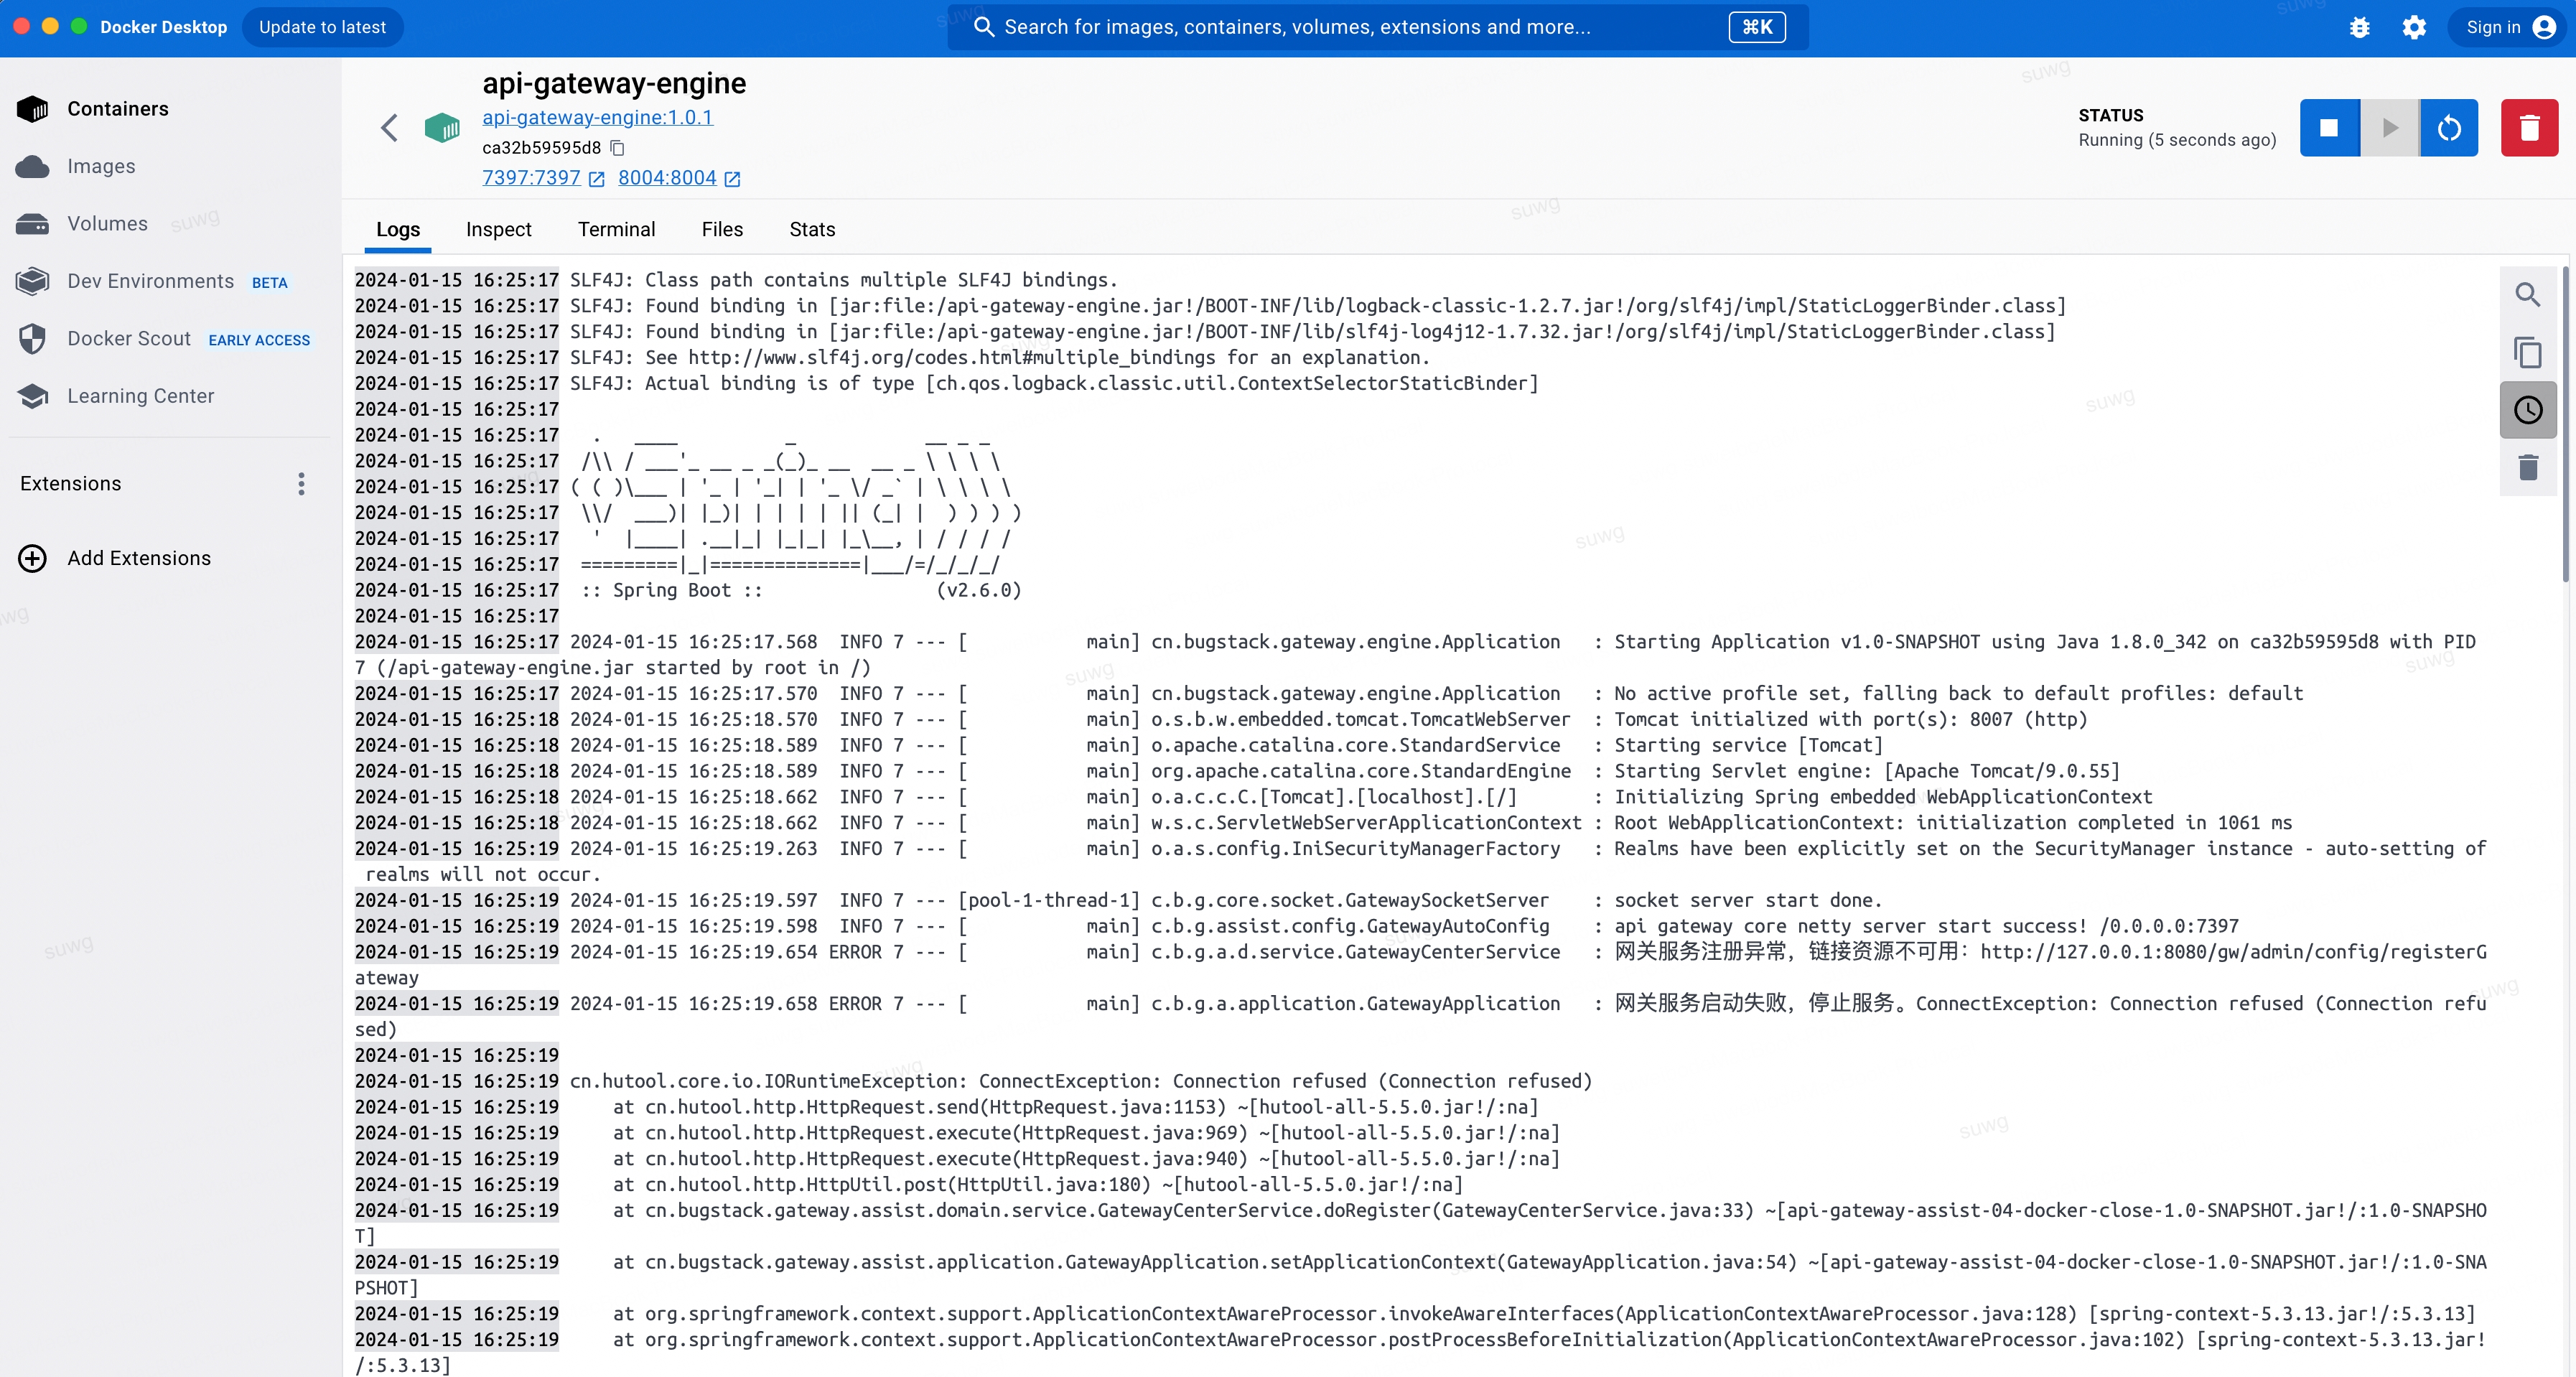 Docker Desktop
Update to latest
Search for images, containers, volumes, extensions and more...
⌘K
Sign in
Containers
Images
Volumes
Dev Environments BETA
Docker Scout EARLY ACCESS
Learning Center
Extensions
Add Extensions
api-gateway-engine
api-gateway-engine:1.0.1
ca32b59595d8
7397:7397 8004:8004
STATUS
Running (5 seconds ago)
Logs Inspect Terminal Files Stats
2024-01-15 16:25:17 SLF4J: Class path contains multiple SLF4J bindings.
2024-01-15 16:25:17 SLF4J: Found binding in [jar:file:/api-gateway-engine.jar!/BOOT-INF/lib/logback-classic-1.2.7.jar!/org/slf4j/impl/StaticLoggerBinder.class]
2024-01-15 16:25:17 SLF4J: Found binding in [jar:file:/api-gateway-engine.jar!/BOOT-INF/lib/slf4j-log4j12-1.7.32.jar!/org/slf4j/impl/StaticLoggerBinder.class]
2024-01-15 16:25:17 SLF4J: See http://www.slf4j.org/codes.html#multiple_bindings for an explanation.
2024-01-15 16:25:17 SLF4J: Actual binding is of type [ch.qos.logback.classic.util.ContextSelectorStaticBinder]
2024-01-15 16:25:17
2024-01-15 16:25:17   .   ____          _            __ _ _
2024-01-15 16:25:17  /\\ / ___'_ __ _ _(_)_ __  __ _ \ \ \ \
2024-01-15 16:25:17 ( ( )\___ | '_ | '_| | '_ \/ _` | \ \ \ \
2024-01-15 16:25:17  \\/  ___)| |_)| | | | | || (_| |  ) ) ) )
2024-01-15 16:25:17   '  |____| .__|_| |_|_| |_\__, | / / / /
2024-01-15 16:25:17  =========|_|==============|___/=/_/_/_/
2024-01-15 16:25:17  :: Spring Boot ::                (v2.6.0)
2024-01-15 16:25:17
2024-01-15 16:25:17 2024-01-15 16:25:17.568  INFO 7 --- [           main] cn.bugstack.gateway.engine.Application   : Starting Application v1.0-SNAPSHOT using Java 1.8.0_342 on ca32b59595d8 with PID
7 (/api-gateway-engine.jar started by root in /)
2024-01-15 16:25:17 2024-01-15 16:25:17.570  INFO 7 --- [           main] cn.bugstack.gateway.engine.Application   : No active profile set, falling back to default profiles: default
2024-01-15 16:25:18 2024-01-15 16:25:18.570  INFO 7 --- [           main] o.s.b.w.embedded.tomcat.TomcatWebServer  : Tomcat initialized with port(s): 8007 (http)
2024-01-15 16:25:18 2024-01-15 16:25:18.589  INFO 7 --- [           main] o.apache.catalina.core.StandardService   : Starting service [Tomcat]
2024-01-15 16:25:18 2024-01-15 16:25:18.589  INFO 7 --- [           main] org.apache.catalina.core.StandardEngine  : Starting Servlet engine: [Apache Tomcat/9.0.55]
2024-01-15 16:25:18 2024-01-15 16:25:18.662  INFO 7 --- [           main] o.a.c.c.C.[Tomcat].[localhost].[/]       : Initializing Spring embedded WebApplicationContext
2024-01-15 16:25:18 2024-01-15 16:25:18.662  INFO 7 --- [           main] w.s.c.ServletWebServerApplicationContext : Root WebApplicationContext: initialization completed in 1061 ms
2024-01-15 16:25:19 2024-01-15 16:25:19.263  INFO 7 --- [           main] o.a.s.config.IniSecurityManagerFactory   : Realms have been explicitly set on the SecurityManager instance - auto-setting of
realms will not occur.
2024-01-15 16:25:19 2024-01-15 16:25:19.597  INFO 7 --- [pool-1-thread-1] c.b.g.core.socket.GatewaySocketServer    : socket server start done.
2024-01-15 16:25:19 2024-01-15 16:25:19.598  INFO 7 --- [           main] c.b.g.assist.config.GatewayAutoConfig    : api gateway core netty server start success! /0.0.0.0:7397
2024-01-15 16:25:19 2024-01-15 16:25:19.654 ERROR 7 --- [           main] c.b.g.a.d.service.GatewayCenterService   : 网关服务注册异常，链接资源不可用：http://127.0.0.1:8080/gw/admin/config/registerG
ateway
2024-01-15 16:25:19 2024-01-15 16:25:19.658 ERROR 7 --- [           main] c.b.g.a.application.GatewayApplication   : 网关服务启动失败，停止服务。ConnectException: Connection refused (Connection refu
sed)
2024-01-15 16:25:19
2024-01-15 16:25:19 cn.hutool.core.io.IORuntimeException: ConnectException: Connection refused (Connection refused)
2024-01-15 16:25:19     at cn.hutool.http.HttpRequest.send(HttpRequest.java:1153) ~[hutool-all-5.5.0.jar!/:na]
2024-01-15 16:25:19     at cn.hutool.http.HttpRequest.execute(HttpRequest.java:969) ~[hutool-all-5.5.0.jar!/:na]
2024-01-15 16:25:19     at cn.hutool.http.HttpRequest.execute(HttpRequest.java:940) ~[hutool-all-5.5.0.jar!/:na]
2024-01-15 16:25:19     at cn.hutool.http.HttpUtil.post(HttpUtil.java:180) ~[hutool-all-5.5.0.jar!/:na]
2024-01-15 16:25:19     at cn.bugstack.gateway.assist.domain.service.GatewayCenterService.doRegister(GatewayCenterService.java:33) ~[api-gateway-assist-04-docker-close-1.0-SNAPSHOT.jar!/:1.0-SNAPSHO
T]
2024-01-15 16:25:19     at cn.bugstack.gateway.assist.application.GatewayApplication.setApplicationContext(GatewayApplication.java:54) ~[api-gateway-assist-04-docker-close-1.0-SNAPSHOT.jar!/:1.0-SNA
PSHOT]
2024-01-15 16:25:19     at org.springframework.context.support.ApplicationContextAwareProcessor.invokeAwareInterfaces(ApplicationContextAwareProcessor.java:128) [spring-context-5.3.13.jar!/:5.3.13]
2024-01-15 16:25:19     at org.springframework.context.support.ApplicationContextAwareProcessor.postProcessBeforeInitialization(ApplicationContextAwareProcessor.java:102) [spring-context-5.3.13.jar!
/:5.3.13]